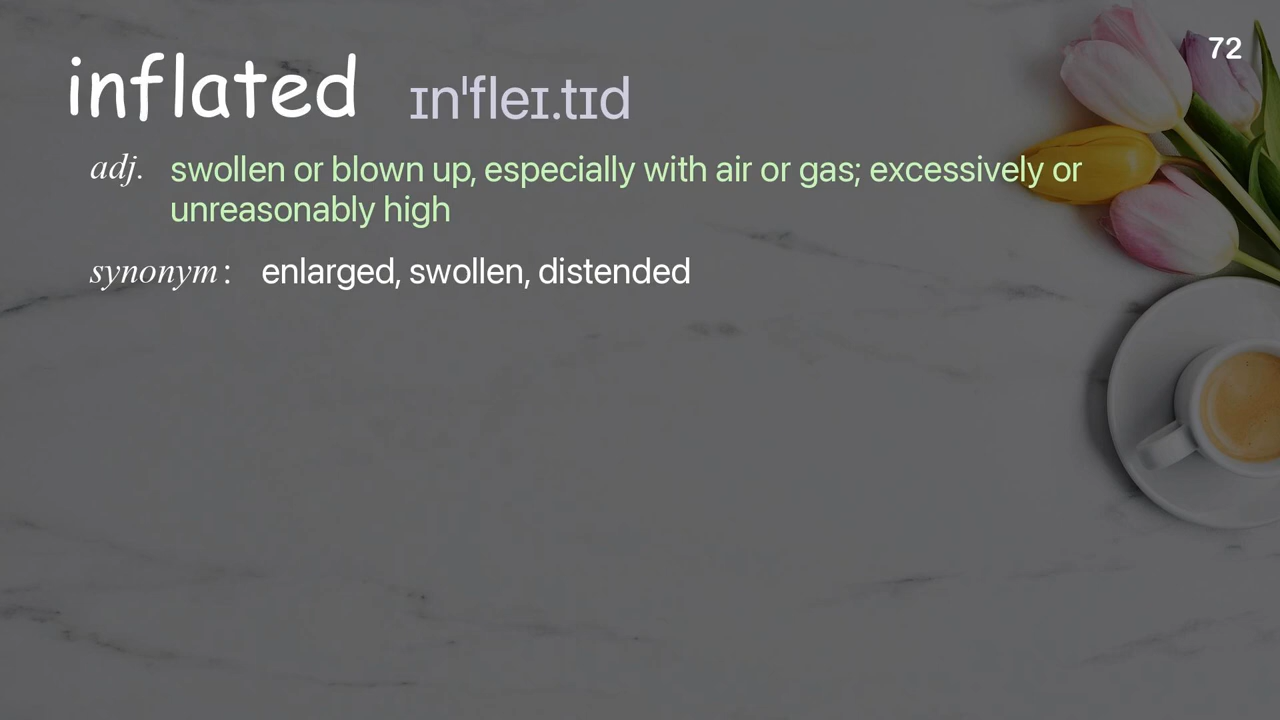 72
inflated ɪnˈfleɪ.tɪd
adj. swollen or blown up, especially with air or gas; excessively or
unreasonably high
synonym: enlarged, swollen, distended